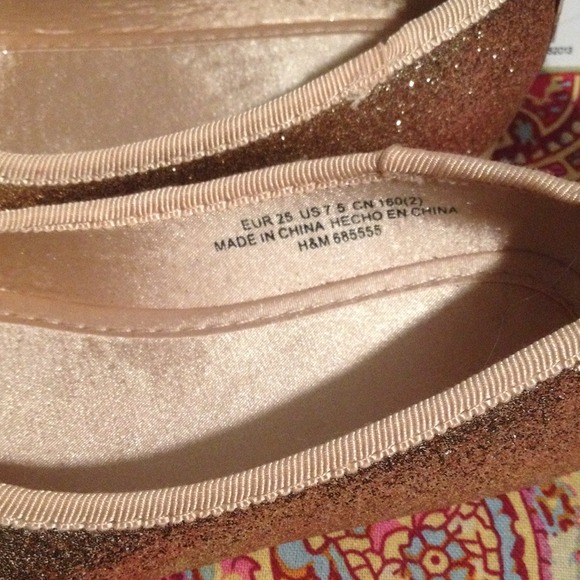 EUR 25 US 7 5 CN 160(2)
MADE IN CHINA HECHO EN CHINA
H&M 685555